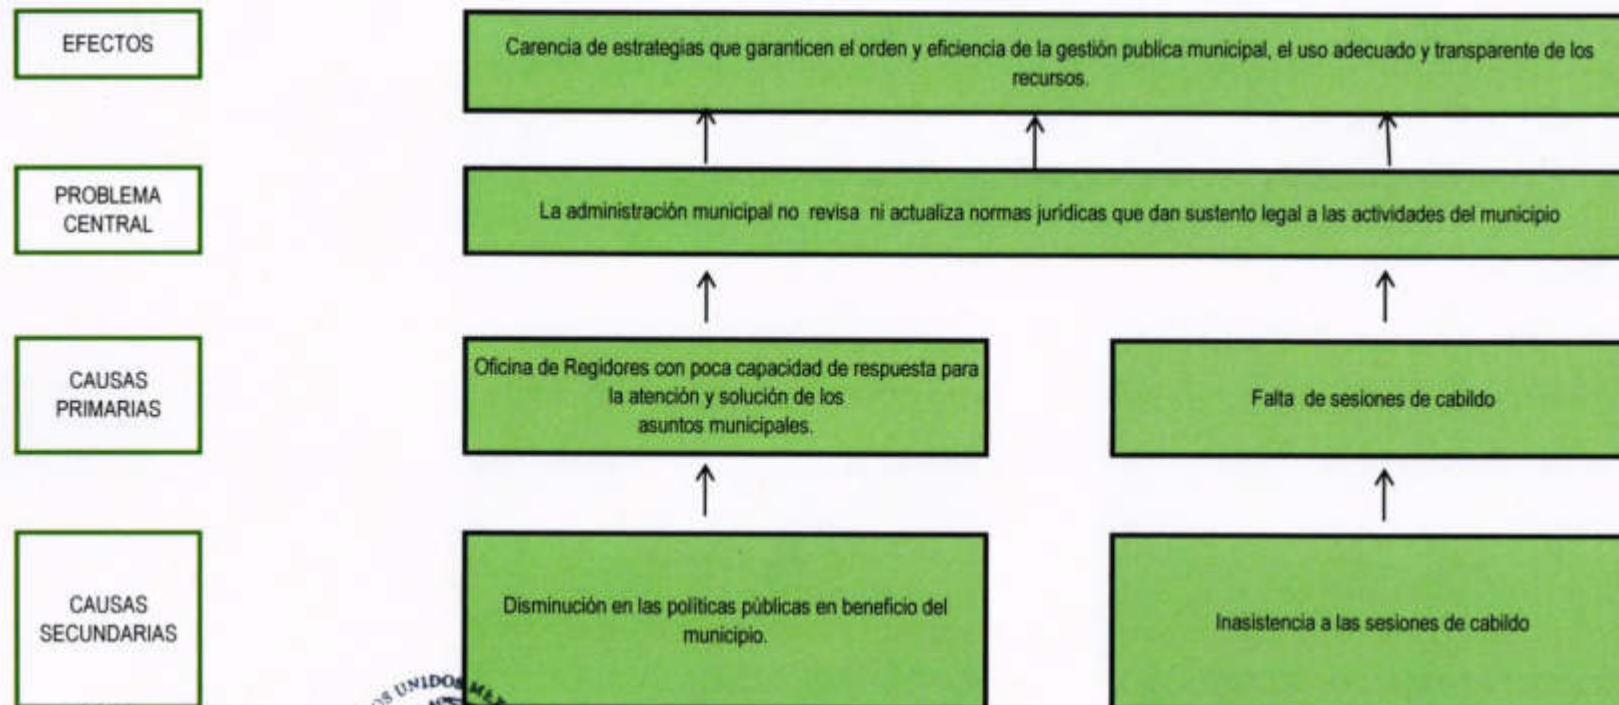 EFECTOS
Carencia de estrategias que garanticen el orden y eficiencia de la gestión publica municipal, el uso adecuado y transparente de los
recursos.
PROBLEMA
CENTRAL
La administración municipal no revisa ni actualiza normas jurídicas que dan sustento legal a las actividades del municipio
CAUSAS
PRIMARIAS
Oficina de Regidores con poca capacidad de respuesta para
la atención y solución de los
asuntos municipales.
Falta de sesiones de cabildo
CAUSAS
SECUNDARIAS
Disminución en las políticas públicas en beneficio del
municipio.
Inasistencia a las sesiones de cabildo
UNIDOS